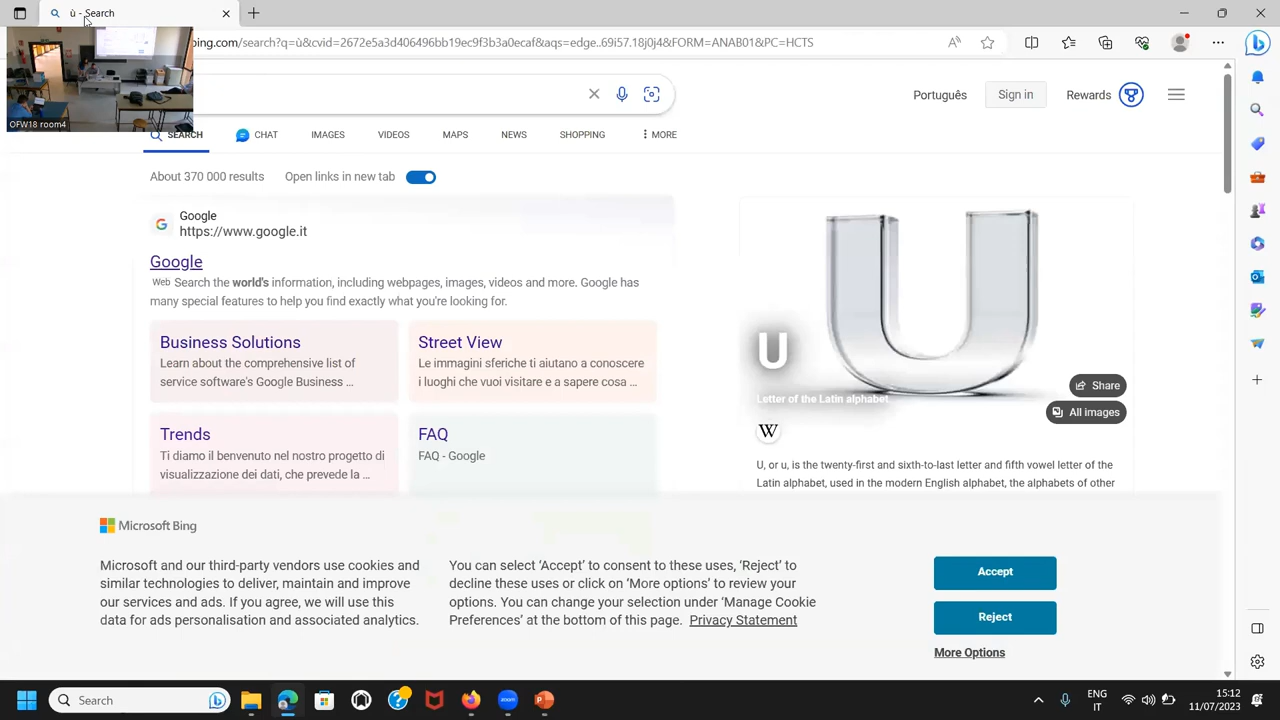 ù - Search
bing.com/search?q=ù&cvid=2672e5a3d406496bb19ec9f3b3a0ecaf&aqs=edge..69i57.18j0j4&FORM=ANAB01&PC=HCTS
OFW18 room4
Português
Sign in
Rewards
SEARCH
CHAT
IMAGES
VIDEOS
MAPS
NEWS
SHOPPING
MORE
About 370 000 results
Open links in new tab
Google
https://www.google.it
Google
Web Search the world's information, including webpages, images, videos and more. Google has
many special features to help you find exactly what you're looking for.
Business Solutions
Learn about the comprehensive list of
service software's Google Business ...
Street View
Le immagini sferiche ti aiutano a conoscere
i luoghi che vuoi visitare e a sapere cosa ...
Trends
Ti diamo il benvenuto nel nostro progetto di
visualizzazione dei dati, che prevede la ...
FAQ
FAQ - Google
U
U
Letter of the Latin alphabet
Share
All images
W
U, or u, is the twenty-first and sixth-to-last letter and fifth vowel letter of the
Latin alphabet, used in the modern English alphabet, the alphabets of other
Microsoft Bing
Microsoft and our third-party vendors use cookies and
similar technologies to deliver, maintain and improve
our services and ads. If you agree, we will use this
data for ads personalisation and associated analytics.
You can select 'Accept' to consent to these uses, 'Reject' to
decline these uses or click on 'More options' to review your
options. You can change your selection under 'Manage Cookie
Preferences' at the bottom of this page. Privacy Statement
Accept
Reject
More Options
Search
zoom
ENG
IT
15:12
11/07/2023